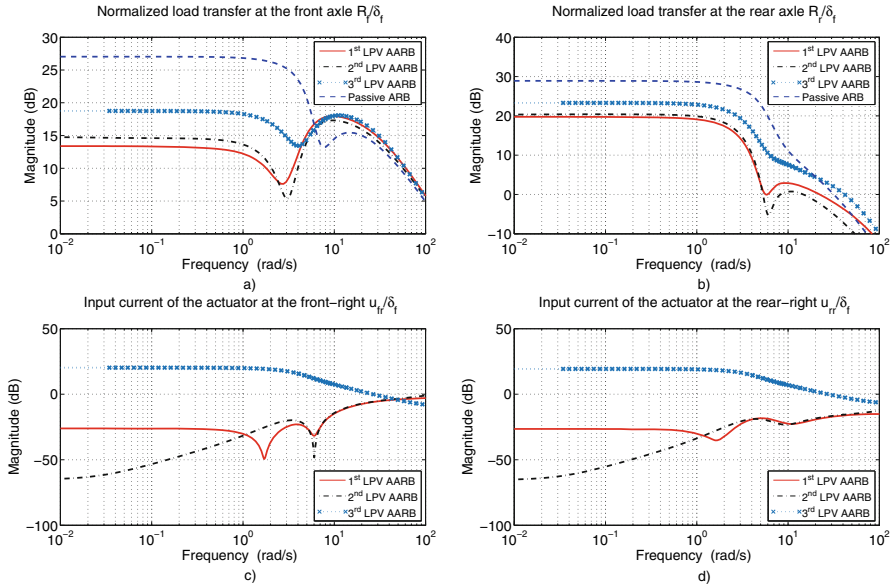 Normalized load transfer at the front axle R_f/δ_f
30
25
20
15
10
5
0
Magnitude (dB)
1st LPV AARB
2nd LPV AARB
3rd LPV AARB
Passive ARB
10^-2
10^-1
10^0
10^1
10^2
Frequency (rad/s)
a)
Normalized load transfer at the rear axle R_r/δ_f
40
30
20
10
0
-10
Magnitude (dB)
1st LPV AARB
2nd LPV AARB
3rd LPV AARB
Passive ARB
10^-2
10^-1
10^0
10^1
10^2
Frequency (rad/s)
b)
Input current of the actuator at the front-right u_fr/δ_f
50
0
-50
-100
Magnitude (dB)
1st LPV AARB
2nd LPV AARB
3rd LPV AARB
10^-2
10^-1
10^0
10^1
10^2
Frequency (rad/s)
c)
Input current of the actuator at the rear-right u_rr/δ_f
50
0
-50
-100
Magnitude (dB)
1st LPV AARB
2nd LPV AARB
3rd LPV AARB
10^-2
10^-1
10^0
10^1
10^2
Frequency (rad/s)
d)